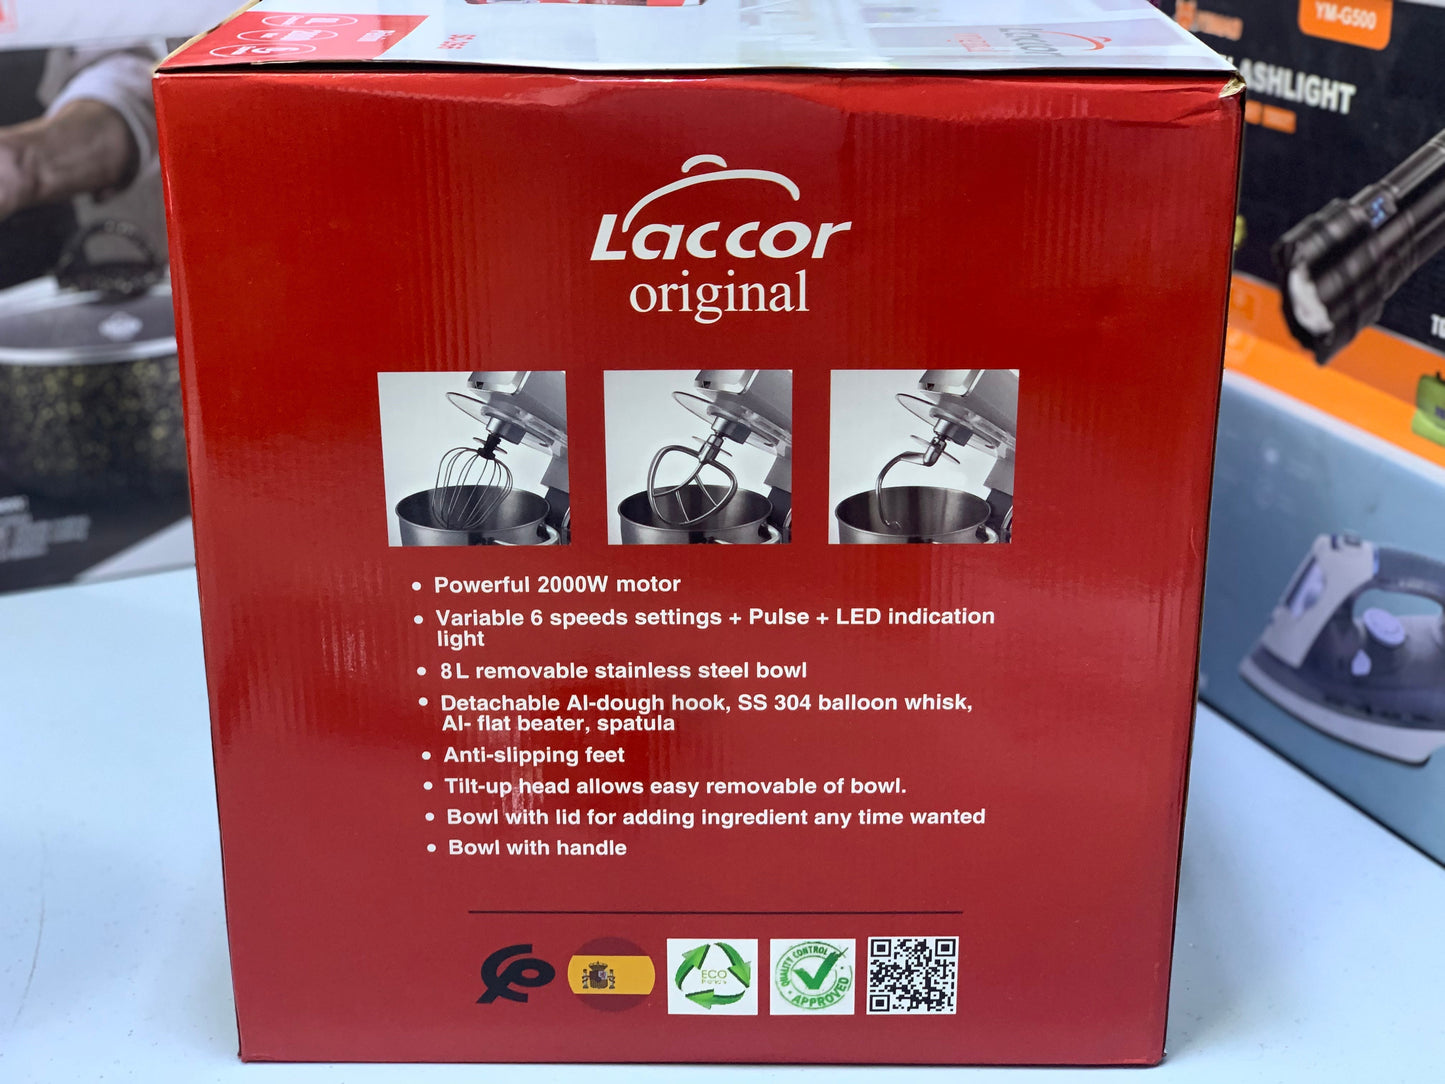 Laccor
YM-G500
ASHLIGHT
Laccor
original
• Powerful 2000W motor
• Variable 6 speeds settings + Pulse + LED indication
light
• 8L removable stainless steel bowl
• Detachable Al-dough hook, SS 304 balloon whisk,
Al- flat beater, spatula
• Anti-slipping feet
• Tilt-up head allows easy removable of bowl.
• Bowl with lid for adding ingredient any time wanted
• Bowl with handle
ECO
QUALITY CONTROL
APPROVED